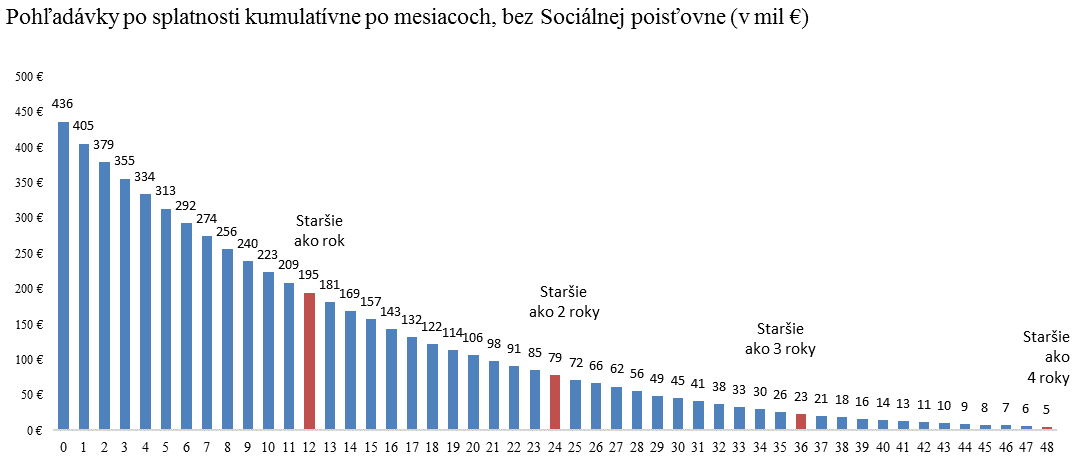 Pohľadávky po splatnosti kumulatívne po mesiacoch, bez Sociálnej poisťovne (v mil €)
500 €
450 €
400 €
350 €
300 €
250 €
200 €
150 €
100 €
50 €
0 €
436 405 379 355 334 313 292 274 256 240 223 209 195 181 169 157 143 132 122 114 106 98 91 85 79 72 66 62 56 49 45 41 38 33 30 26 23 21 18 16 14 13 11 10 9 8 7 6 5
Staršie
ako rok
Staršie
ako 2 roky
Staršie
ako 3 roky
Staršie
ako
4 roky
0 1 2 3 4 5 6 7 8 9 10 11 12 13 14 15 16 17 18 19 20 21 22 23 24 25 26 27 28 29 30 31 32 33 34 35 36 37 38 39 40 41 42 43 44 45 46 47 48